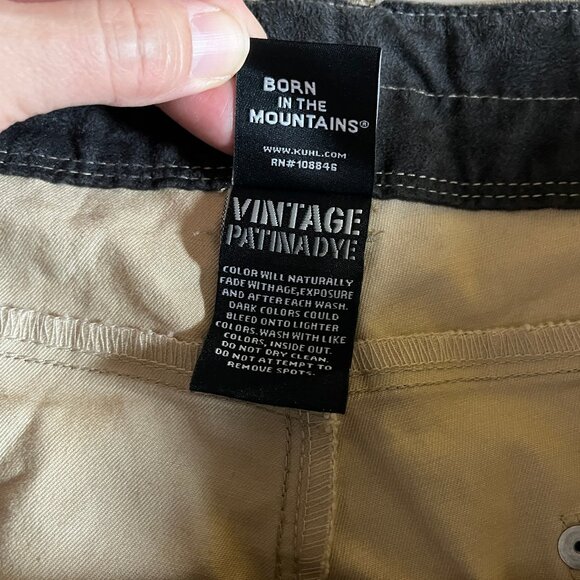 BORN
IN THE
MOUNTAINS®
WWW.KUHL.COM
RN#108846
VINTAGE
PATINADYE
COLOR WILL NATURALLY
FADE WITH AGE, EXPOSURE
AND AFTER EACH WASH.
DARK COLORS COULD
BLEED ONTO LIGHTER
COLORS. WASH WITH LIKE
COLORS, INSIDE OUT.
DO NOT DRY CLEAN.
DO NOT ATTEMPT TO
REMOVE SPOTS.